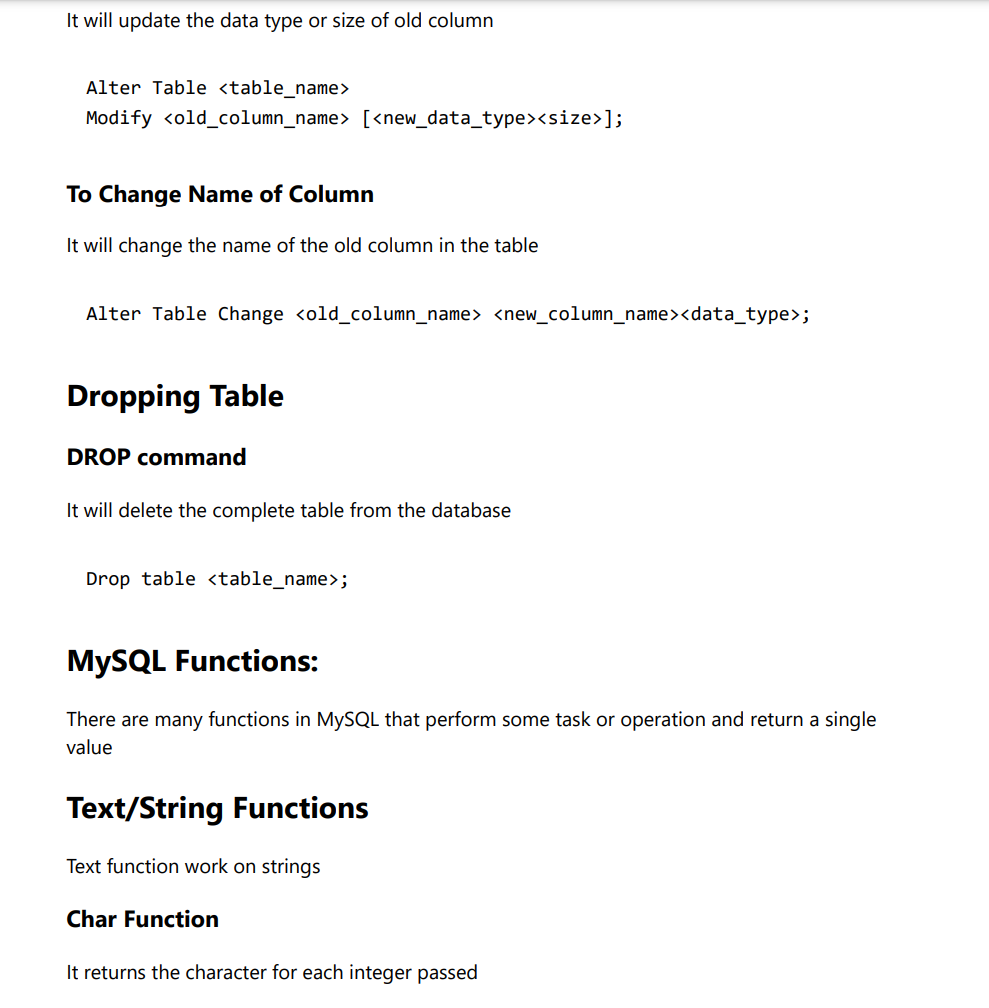 It will update the data type or size of old column
Alter Table <table_name>
Modify <old_column_name> [<new_data_type><size>];
To Change Name of Column
It will change the name of the old column in the table
Alter Table Change <old_column_name> <new_column_name><data_type>;
Dropping Table
DROP command
It will delete the complete table from the database
Drop table <table_name>;
MySQL Functions:
There are many functions in MySQL that perform some task or operation and return a single
value
Text/String Functions
Text function work on strings
Char Function
It returns the character for each integer passed